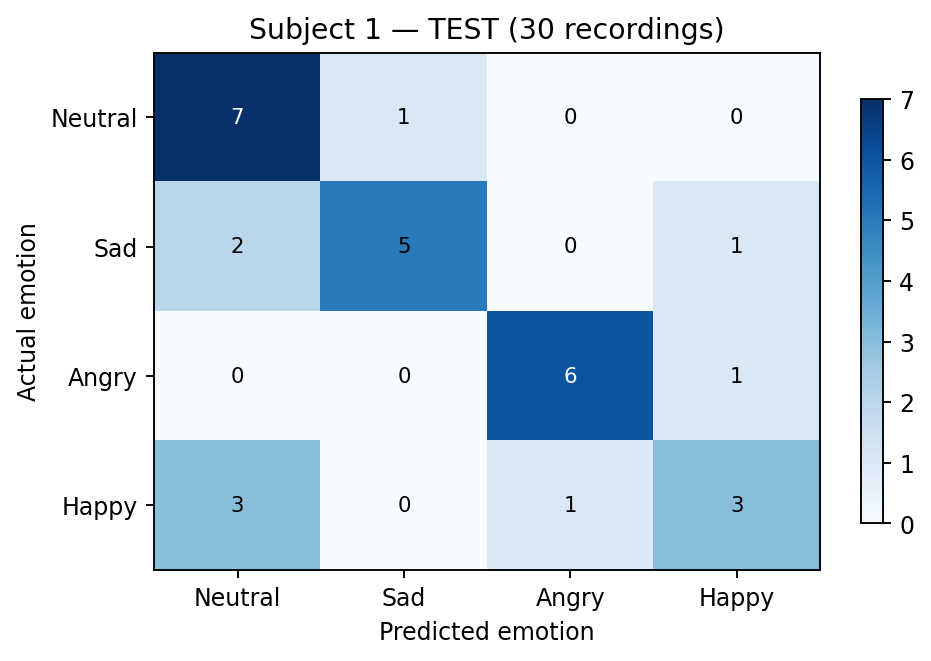 Subject 1 — TEST (30 recordings)
Actual emotion
Neutral 7 1 0 0
Sad 2 5 0 1
Angry 0 0 6 1
Happy 3 0 1 3
Neutral Sad Angry Happy
Predicted emotion
7
6
5
4
3
2
1
0